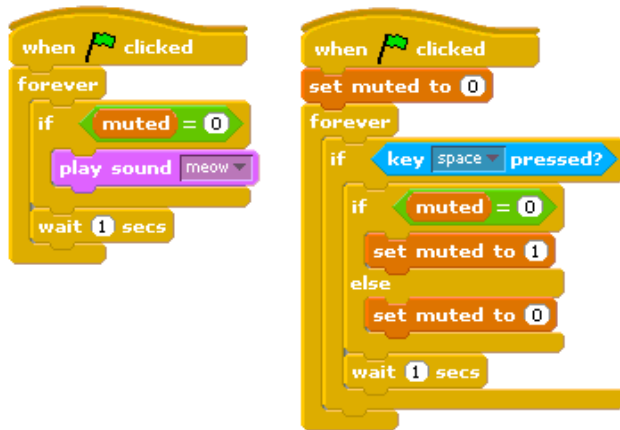 when clicked
forever
if muted = 0
play sound meow
wait 1 secs
when clicked
set muted to 0
forever
if key space pressed?
if muted = 0
set muted to 1
else
set muted to 0
wait 1 secs